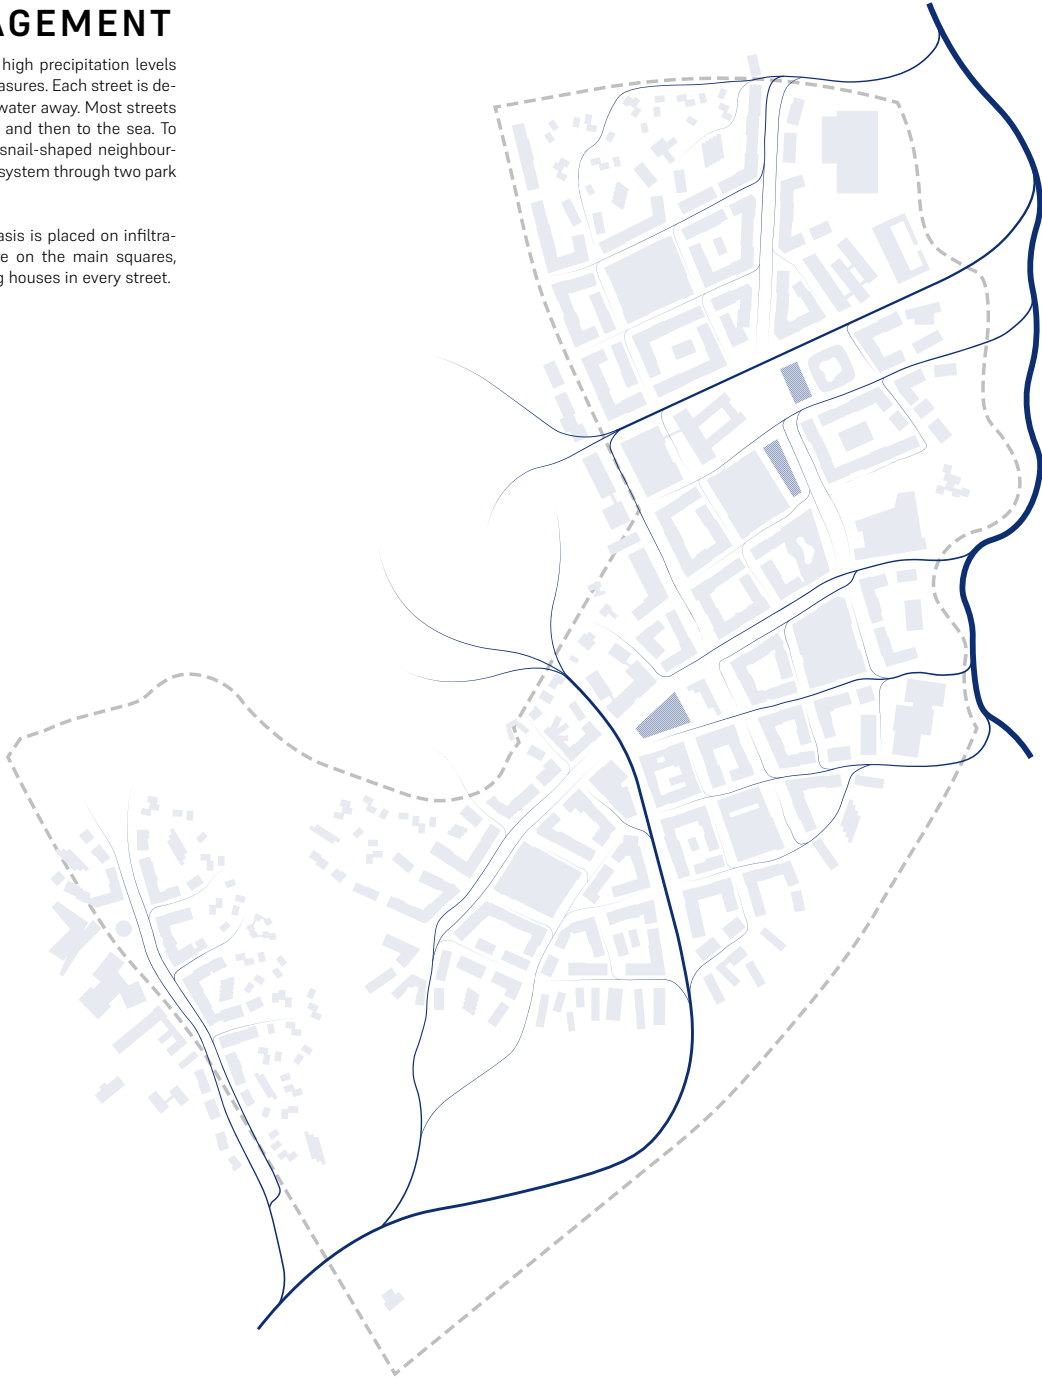 AGEMENT
high precipitation levels
asures. Each street is de-
water away. Most streets
and then to the sea. To
snail-shaped neighbour-
system through two park
asis is placed on infiltra-
e on the main squares,
g houses in every street.